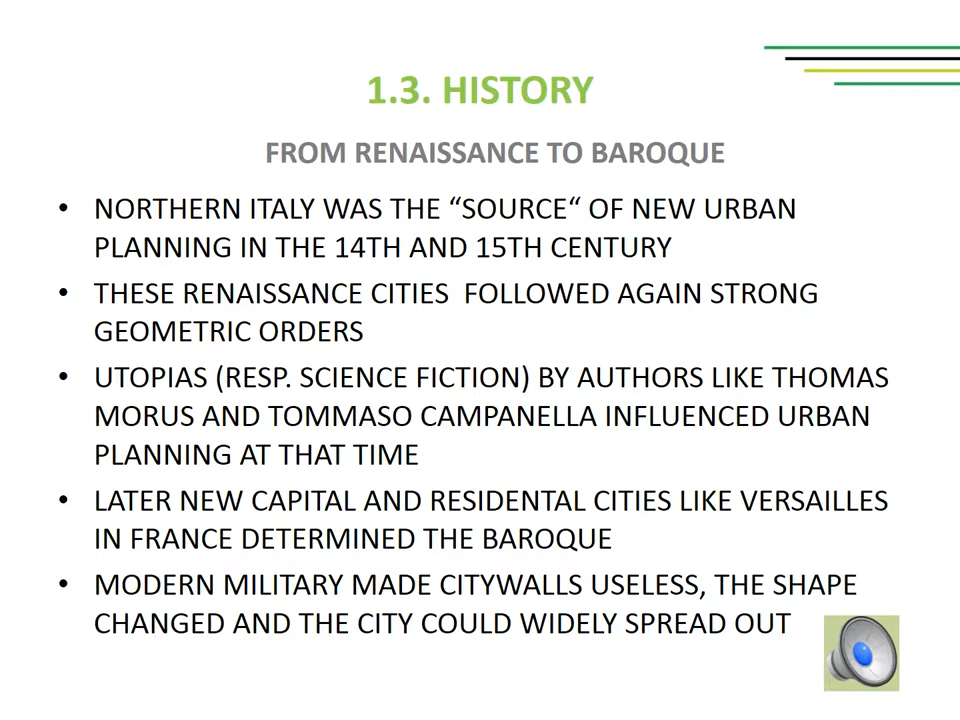 1.3. HISTORY
FROM RENAISSANCE TO BAROQUE
• NORTHERN ITALY WAS THE “SOURCE“ OF NEW URBAN
PLANNING IN THE 14TH AND 15TH CENTURY
• THESE RENAISSANCE CITIES  FOLLOWED AGAIN STRONG
GEOMETRIC ORDERS
• UTOPIAS (RESP. SCIENCE FICTION) BY AUTHORS LIKE THOMAS
MORUS AND TOMMASO CAMPANELLA INFLUENCED URBAN
PLANNING AT THAT TIME
• LATER NEW CAPITAL AND RESIDENTAL CITIES LIKE VERSAILLES
IN FRANCE DETERMINED THE BAROQUE
• MODERN MILITARY MADE CITYWALLS USELESS, THE SHAPE
CHANGED AND THE CITY COULD WIDELY SPREAD OUT